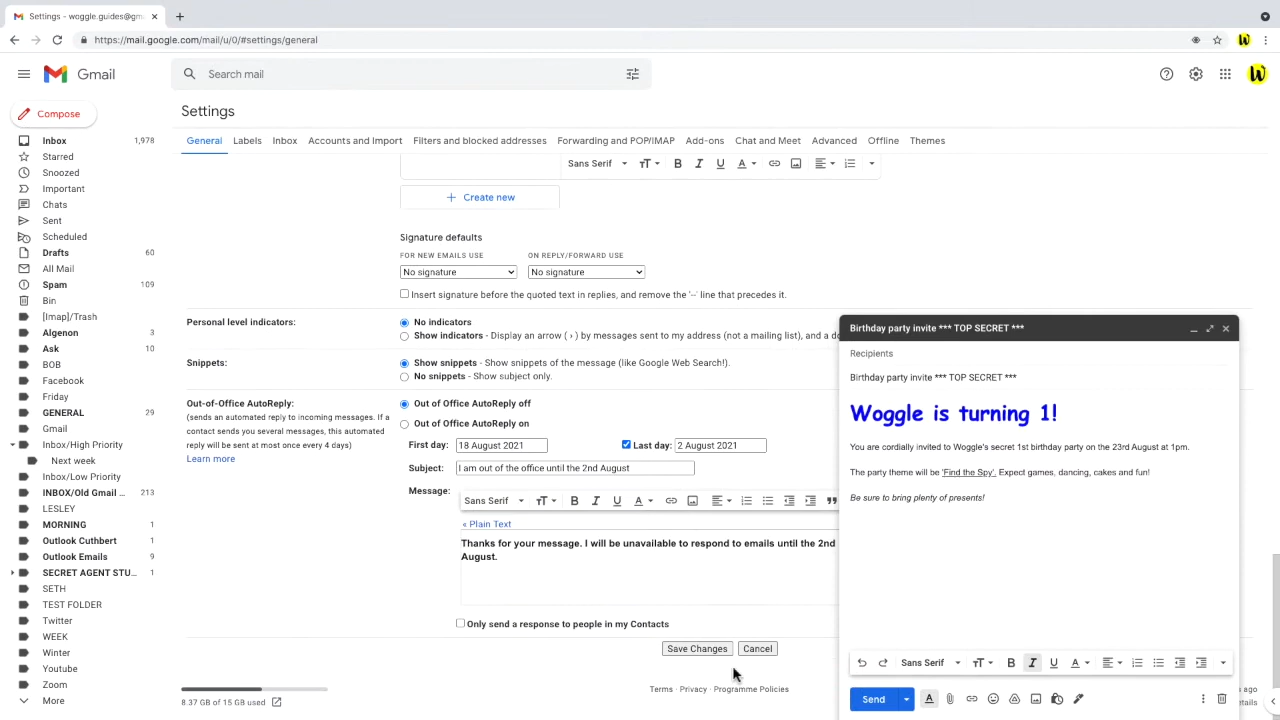 Settings - woggle.guides@gm
https://mail.google.com/mail/u/0/#settings/general
Gmail
Search mail
Compose
Settings
General Labels Inbox Accounts and Import Filters and blocked addresses Forwarding and POP/IMAP Add-ons Chat and Meet Advanced Offline Themes
Inbox 1,978
Starred
Snoozed
Important
Chats
Sent
Scheduled
Drafts 60
All Mail
Spam 109
Bin
[Imap]/Trash
Algenon 3
Ask 10
BOB
Facebook
Friday
GENERAL 29
Gmail
Inbox/High Priority
Next week
Inbox/Low Priority
INBOX/Old Gmail ... 213
LESLEY
MORNING 1
Outlook Cuthbert 1
Outlook Emails 9
SECRET AGENT STU... 1
SETH
TEST FOLDER
Twitter
WEEK
Winter
Youtube
Zoom
More
Sans Serif
Create new
Signature defaults
FOR NEW EMAILS USE ON REPLY/FORWARD USE
No signature No signature
Insert signature before the quoted text in replies, and remove the '--' line that precedes it.
Personal level indicators: No indicators
Show indicators - Display an arrow ( › ) by messages sent to my address (not a mailing list), and a do
Snippets: Show snippets - Show snippets of the message (like Google Web Search!).
No snippets - Show subject only.
Out-of-Office AutoReply: Out of Office AutoReply off
(sends an automated reply to incoming messages. If a
contact sends you several messages, this automated
reply will be sent at most once every 4 days)
Learn more
Out of Office AutoReply on
First day: 18 August 2021 Last day: 2 August 2021
Subject: I am out of the office until the 2nd August
Message: Sans Serif
« Plain Text
Thanks for your message. I will be unavailable to respond to emails until the 2nd
August.
Only send a response to people in my Contacts
Save Changes Cancel
8.37 GB of 15 GB used
Terms · Privacy · Programme Policies
s ago
etails
Birthday party invite *** TOP SECRET ***
Recipients
Birthday party invite *** TOP SECRET ***
Woggle is turning 1!
You are cordially invited to Woggle's secret 1st birthday party on the 23rd August at 1pm.
The party theme will be 'Find the Spy'. Expect games, dancing, cakes and fun!
Be sure to bring plenty of presents!
Sans Serif
Send